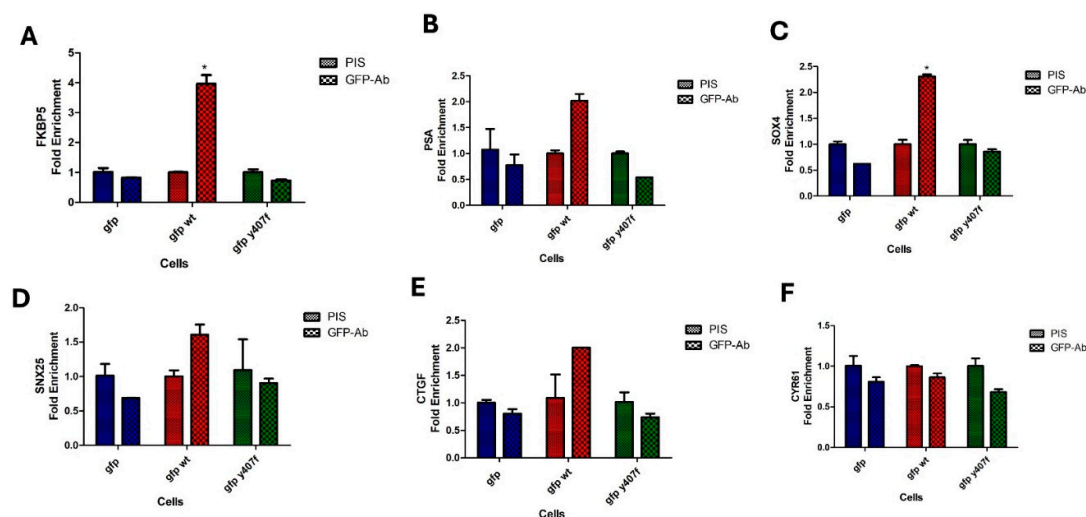 A
FKBP5
Fold Enrichment
6
4
2
1
0
*
gfp
gfp wt
gfp y407f
Cells
PIS
GFP-Ab
B
PSA
Fold Enrichment
2.5
2.0
1.5
1.0
0.5
0.0
gfp
gfp wt
gfp y407f
Cells
PIS
GFP-Ab
C
SOX4
Fold Enrichment
2.5
2.0
1.5
1.0
0.5
0.0
*
gfp
gfp wt
gfp y407f
Cells
PIS
GFP-Ab
D
SNX25
Fold Enrichment
2.0
1.5
1.0
0.5
0.0
gfp
gfp wt
gfp y407f
Cells
PIS
GFP-Ab
E
CTGF
Fold Enrichment
2.5
2.0
1.5
1.0
0.5
0.0
gfp
gfp wt
gfp y407f
Cells
PIS
GFP-Ab
F
CYR61
Fold Enrichment
1.5
1.0
0.5
0.0
gfp
gfp wt
gfp y407f
Cells
PIS
GFP-Ab